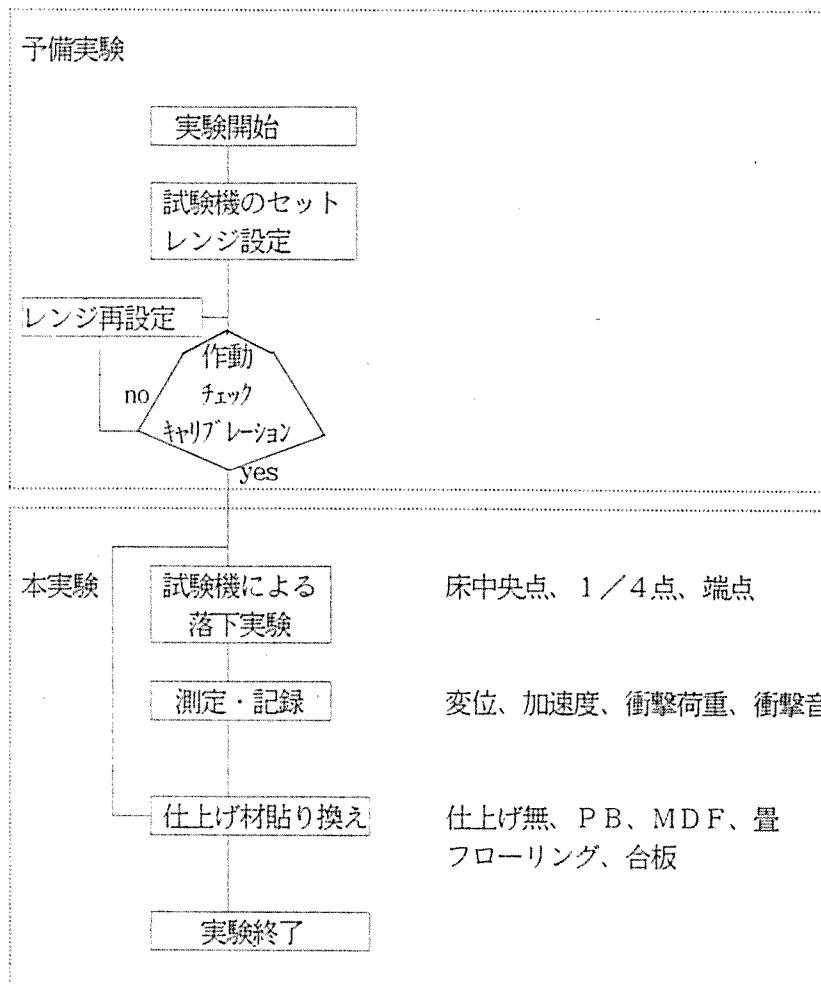 予備実験
実験開始
試験機のセット
レンジ設定
レンジ再設定
作動
チェック
キャリブレーション
no
yes
本実験
試験機による
落下実験
床中央点、1／4点、端点
測定・記録
変位、加速度、衝撃荷重、衝撃音
仕上げ材貼り換え
仕上げ無、ＰＢ、ＭＤＦ、畳
フローリング、合板
実験終了